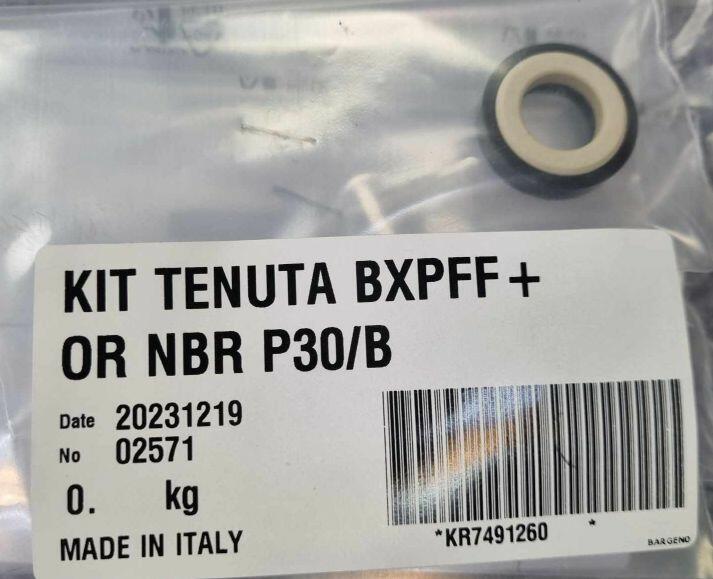 KIT TENUTA BXPFF+
OR NBR P30/B
Date 20231219
No 02571
0. kg
MADE IN ITALY
*KR7491260 *
BARGENO